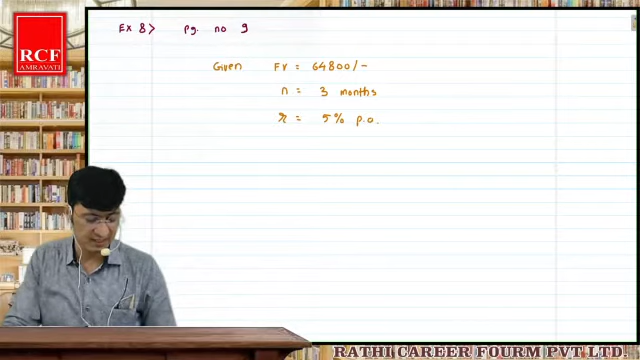 RCF
AMRAVATI
Ex 8> pg. no 9
Given FV = 64800/-
n = 3 months
r = 5% p.a.
RATHI CAREER FOURM PVT LTD